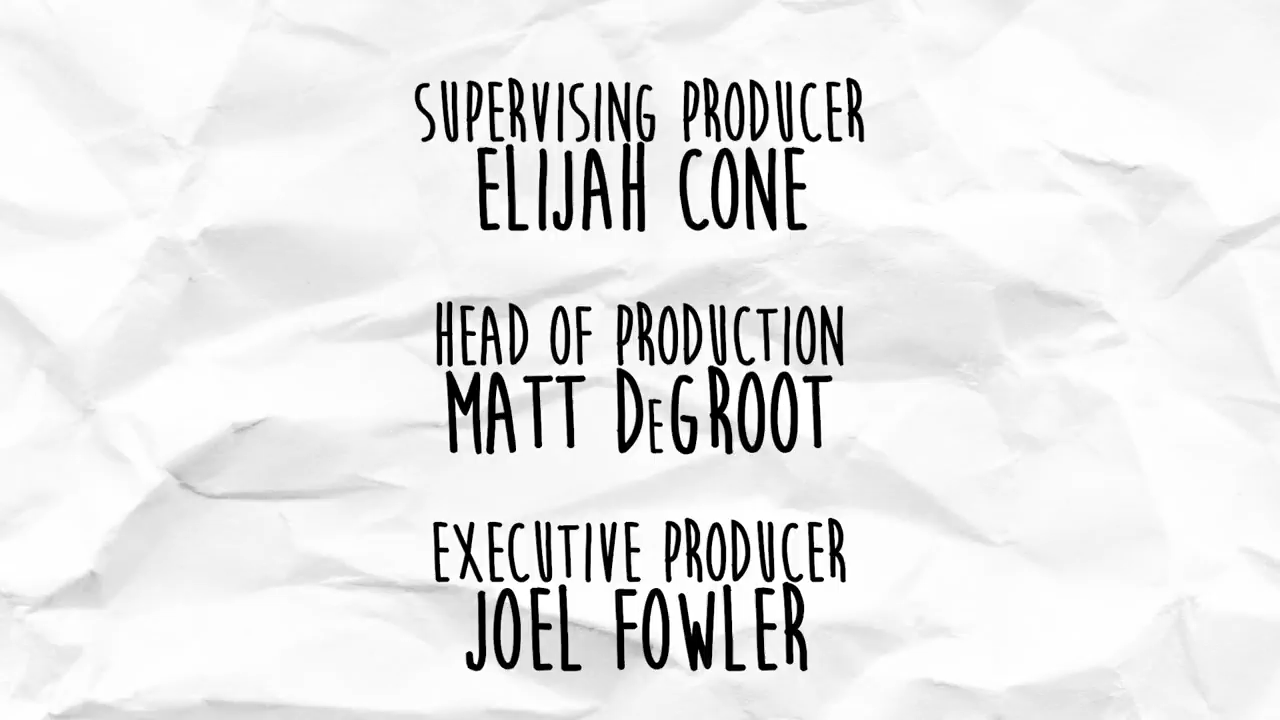 SUPERVISING PRODUCER
ELIJAH CONE
HEAD OF PRODUCTION
MATT DeGROOT
EXECUTIVE PRODUCER
JOEL FOWLER